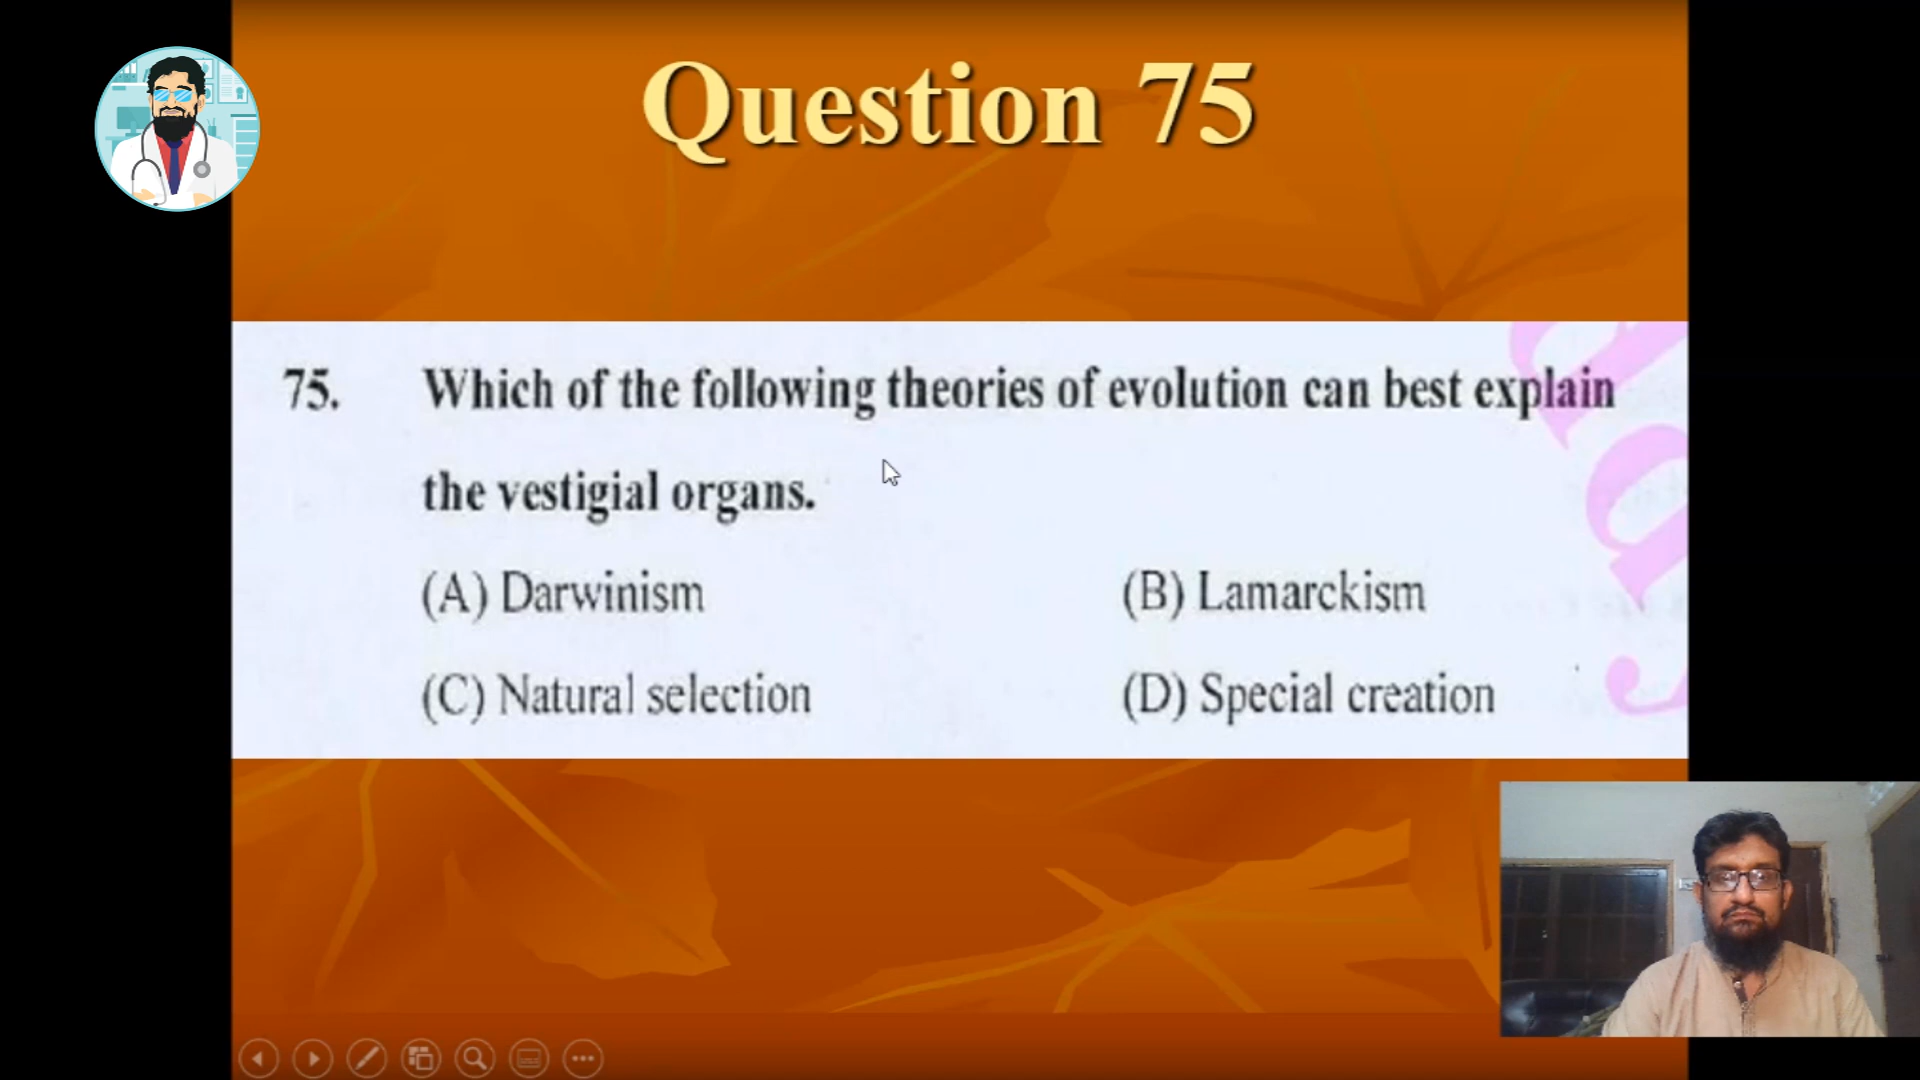 Question 75
75. Which of the following theories of evolution can best explain
the vestigial organs.
(A) Darwinism (B) Lamarckism
(C) Natural selection (D) Special creation